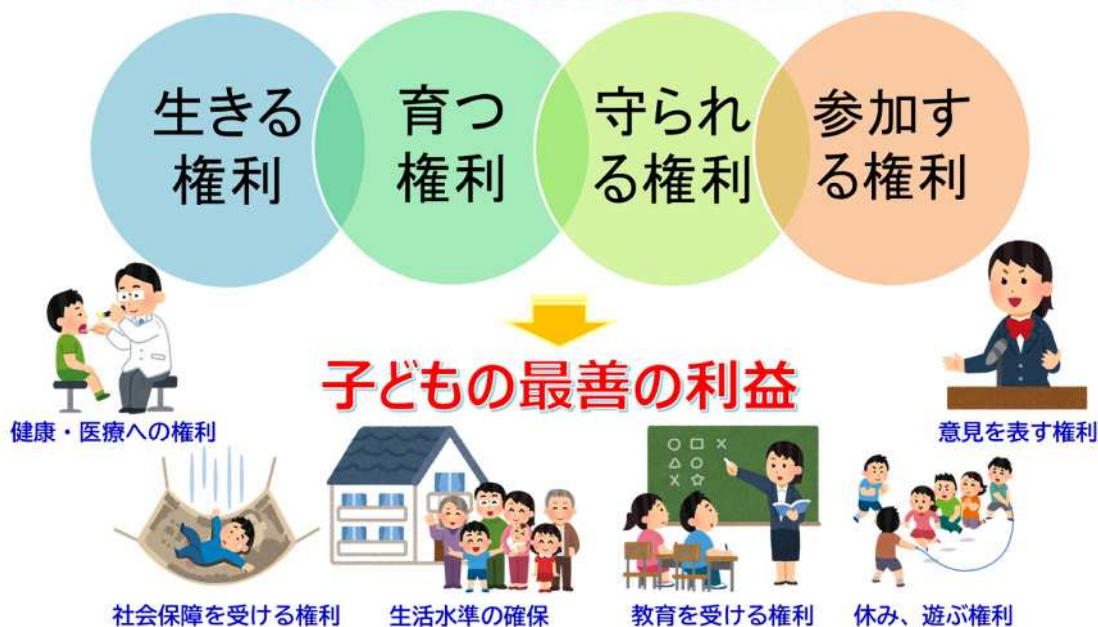 生きる
権利
育つ
権利
守られ
る権利
参加す
る権利
子どもの最善の利益
健康・医療への権利
意見を表す権利
社会保障を受ける権利
生活水準の確保
教育を受ける権利
休み、遊ぶ権利